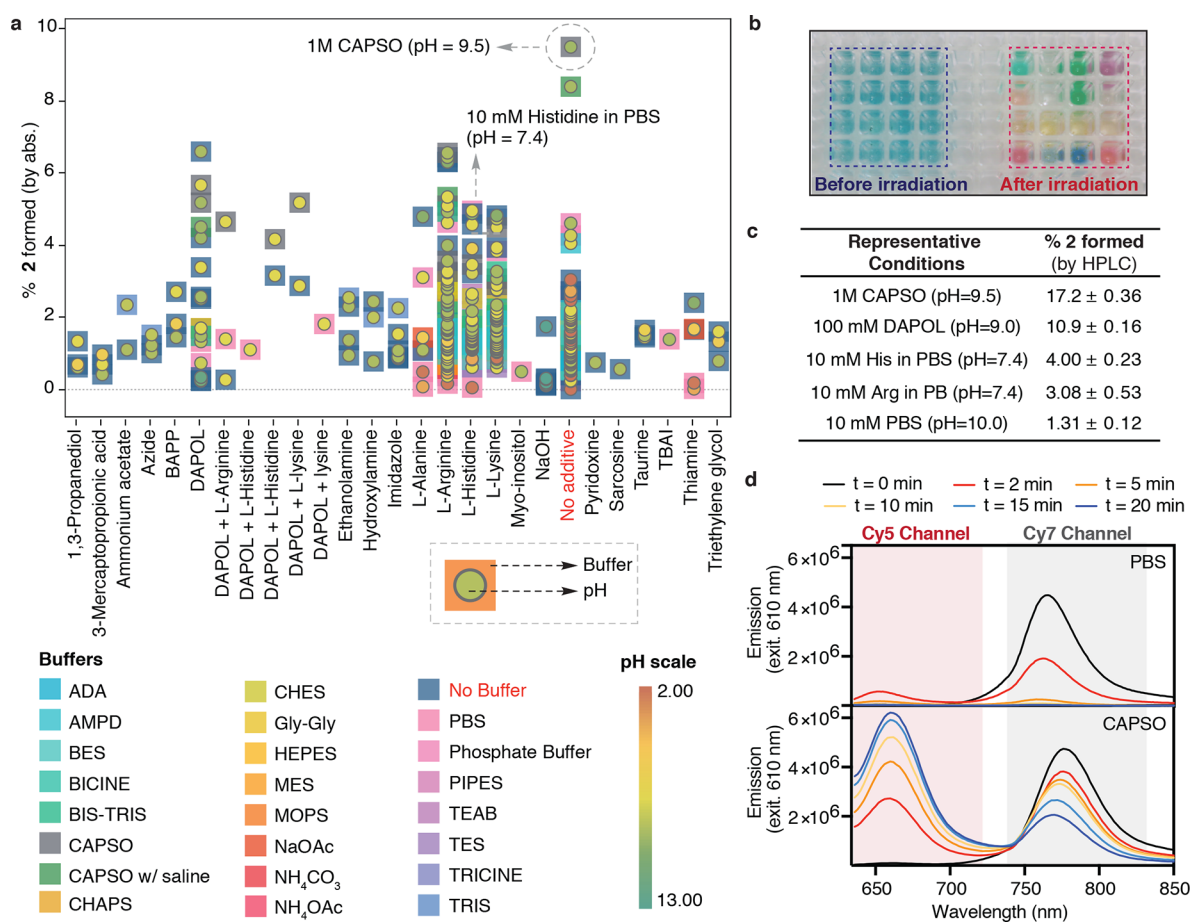 a
10
8
6
4
2
0
% 2 formed (by abs.)
1M CAPSO (pH = 9.5)
10 mM Histidine in PBS
(pH = 7.4)
1,3-Propanediol
3-Mercaptopropionic acid
Ammonium acetate
Azide
BAPP
DAPOL
DAPOL + L-Arginine
DAPOL + L-Histidine
DAPOL + L-Histidine
DAPOL + L-lysine
DAPOL + lysine
Ethanolamine
Hydroxylamine
Imidazole
L-Alanine
L-Arginine
L-Histidine
L-Lysine
Myo-inositol
NaOH
No additive
Pyridoxine
Sarcosine
Taurine
TBAI
Thiamine
Triethylene glycol
Buffer
pH
Buffers
ADA
AMPD
BES
BICINE
BIS-TRIS
CAPSO
CAPSO w/ saline
CHAPS
CHES
Gly-Gly
HEPES
MES
MOPS
NaOAc
NH4CO3
NH4OAc
No Buffer
PBS
Phosphate Buffer
PIPES
TEAB
TES
TRICINE
TRIS
pH scale
2.00
13.00
b
Before irradiation
After irradiation
c
Representative % 2 formed
Conditions (by HPLC)
1M CAPSO (pH=9.5) 17.2 ± 0.36
100 mM DAPOL (pH=9.0) 10.9 ± 0.16
10 mM His in PBS (pH=7.4) 4.00 ± 0.23
10 mM Arg in PB (pH=7.4) 3.08 ± 0.53
10 mM PBS (pH=10.0) 1.31 ± 0.12
d
t = 0 min t = 2 min t = 5 min
t = 10 min t = 15 min t = 20 min
Cy5 Channel Cy7 Channel
PBS
6×10⁶
4×10⁶
2×10⁶
Emission
(exit. 610 nm)
CAPSO
6×10⁶
4×10⁶
2×10⁶
Emission
(exit. 610 nm)
650 700 750 800 850
Wavelength (nm)